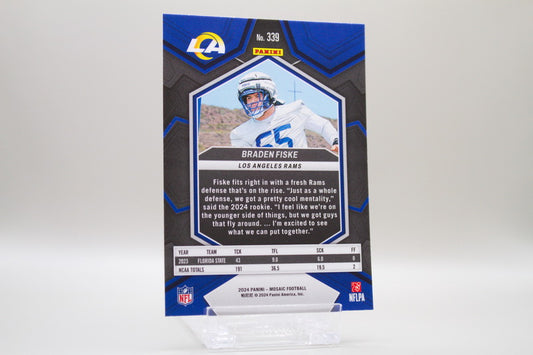 LA
No. 339
PANINI
55
BRADEN FISKE
LOS ANGELES RAMS
Fiske fits right in with a fresh Rams
defense that's on the rise. "Just as a whole
defense, we got a pretty cool mentality,"
said the 2024 rookie. "I feel like we're on
the younger side of things, but we got guys
that fly around. ... I'm excited to see
what we can put together."
YEAR TEAM TCK TFL SCK FF
2023 FLORIDA STATE 43 9.0 6.0 0
NCAA TOTALS 191 36.5 19.5 2
NFL
2024 PANINI - MOSAIC FOOTBALL
© 2024 Panini America, Inc.
NFLPA